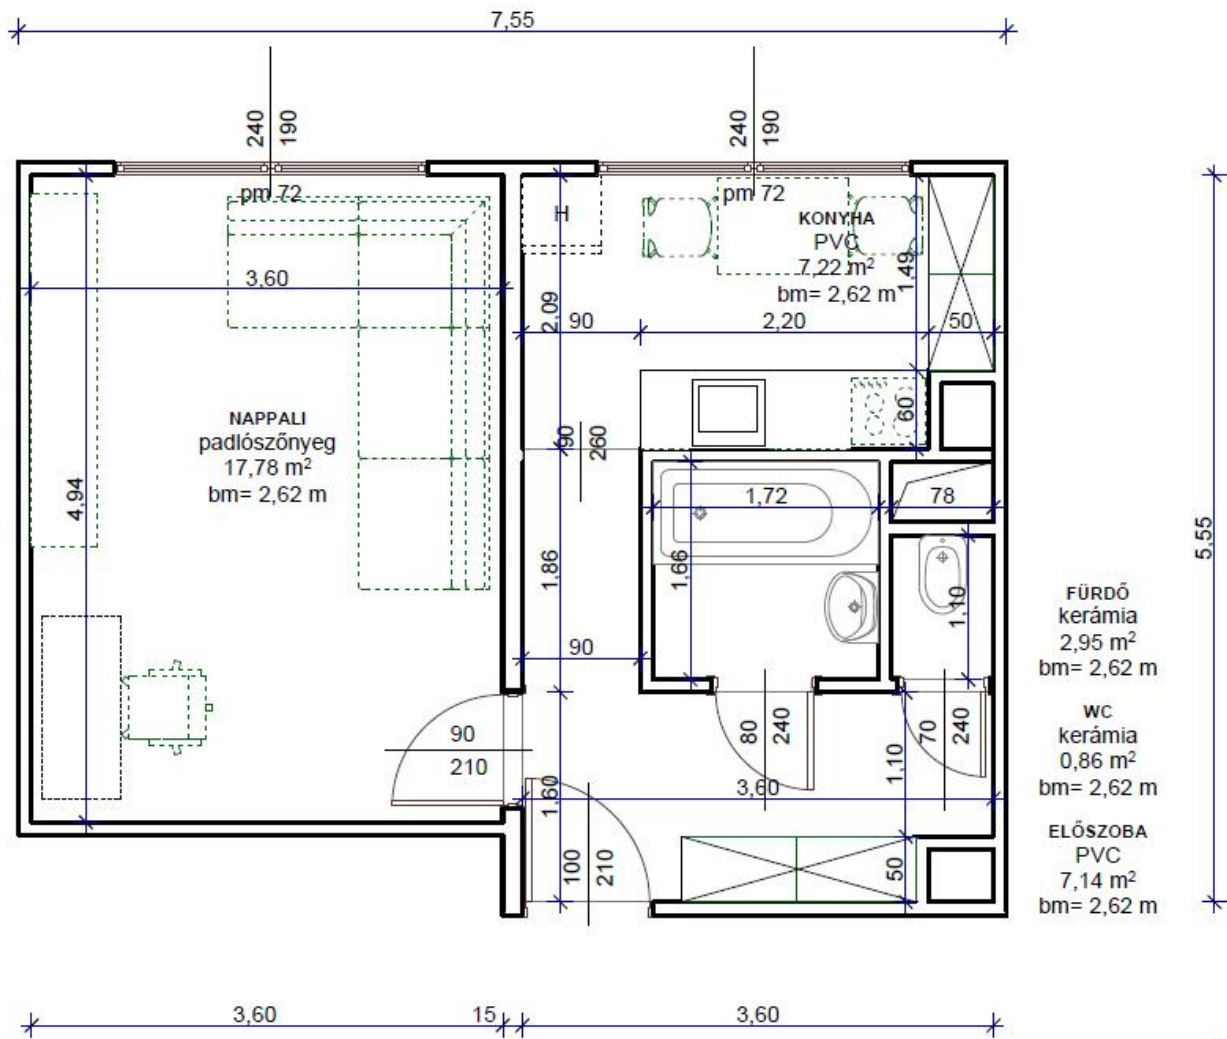 7,55
240
190
240
190
pm 72
pm 72
H
KONYHA
PVC
7,22 m²
bm= 2,62 m
1,49
3,60
2,09
90
2,20
50
60
NAPPALI
padlószőnyeg
17,78 m²
bm= 2,62 m
90
260
4,94
1,72
78
5,55
1,86
1,66
1,10
FÜRDŐ
kerámia
2,95 m²
bm= 2,62 m
90
WC
kerámia
0,86 m²
bm= 2,62 m
90
210
80
240
70
240
1,10
3,60
1,60
ELŐSZOBA
PVC
7,14 m²
bm= 2,62 m
100
210
50
3,60
15
3,60